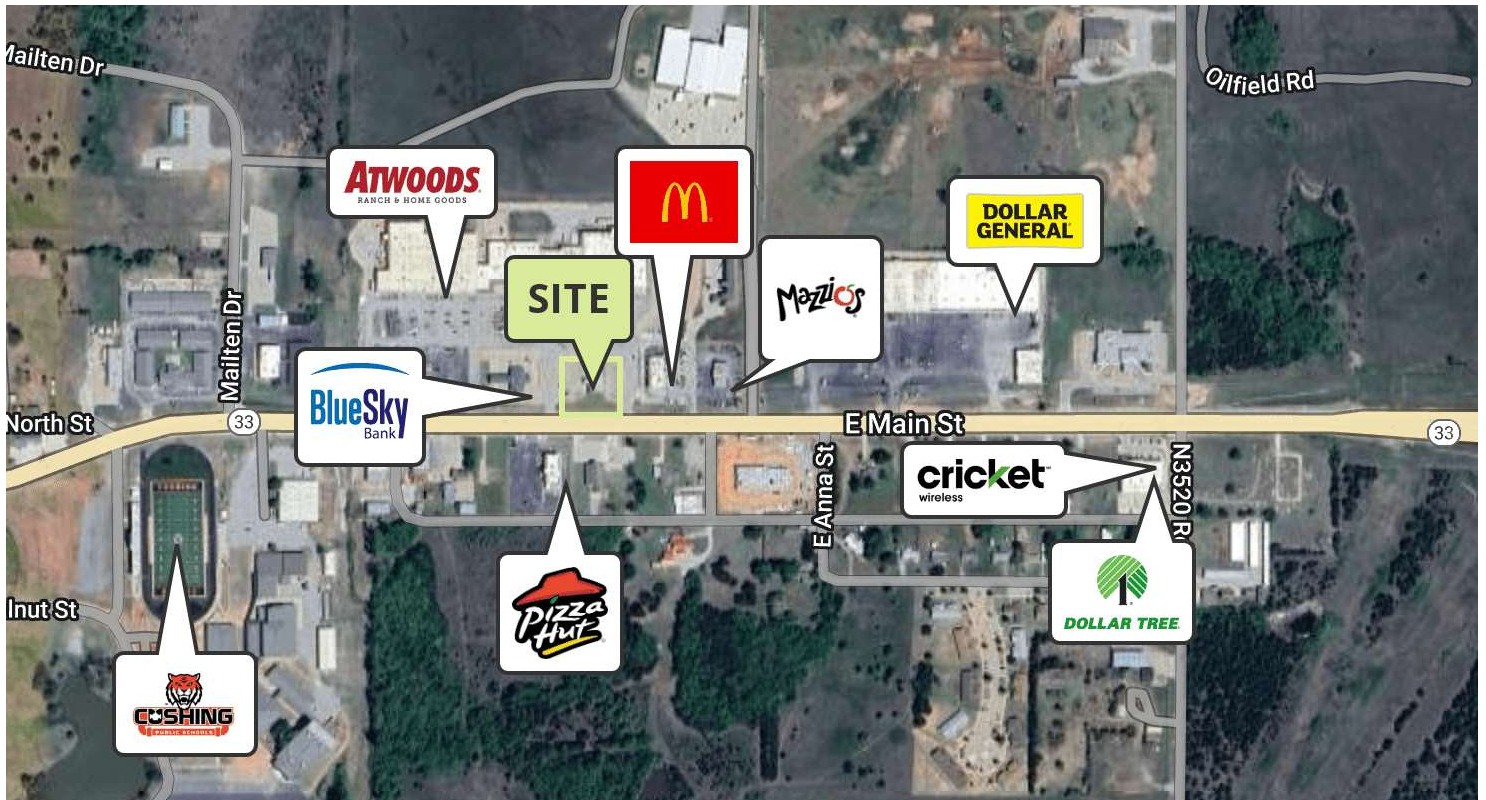 Mailten Dr
Oilfield Rd
ATWOODS
RANCH & HOME GOODS
DOLLAR
GENERAL
SITE
Mazzio's
Mailten Dr
BlueSky
Bank
North St
33
E Main St
33
E Anna St
cricket
wireless
N3520 R
Pizza
Hut
lnut St
DOLLAR TREE
CUSHING
PUBLIC SCHOOLS